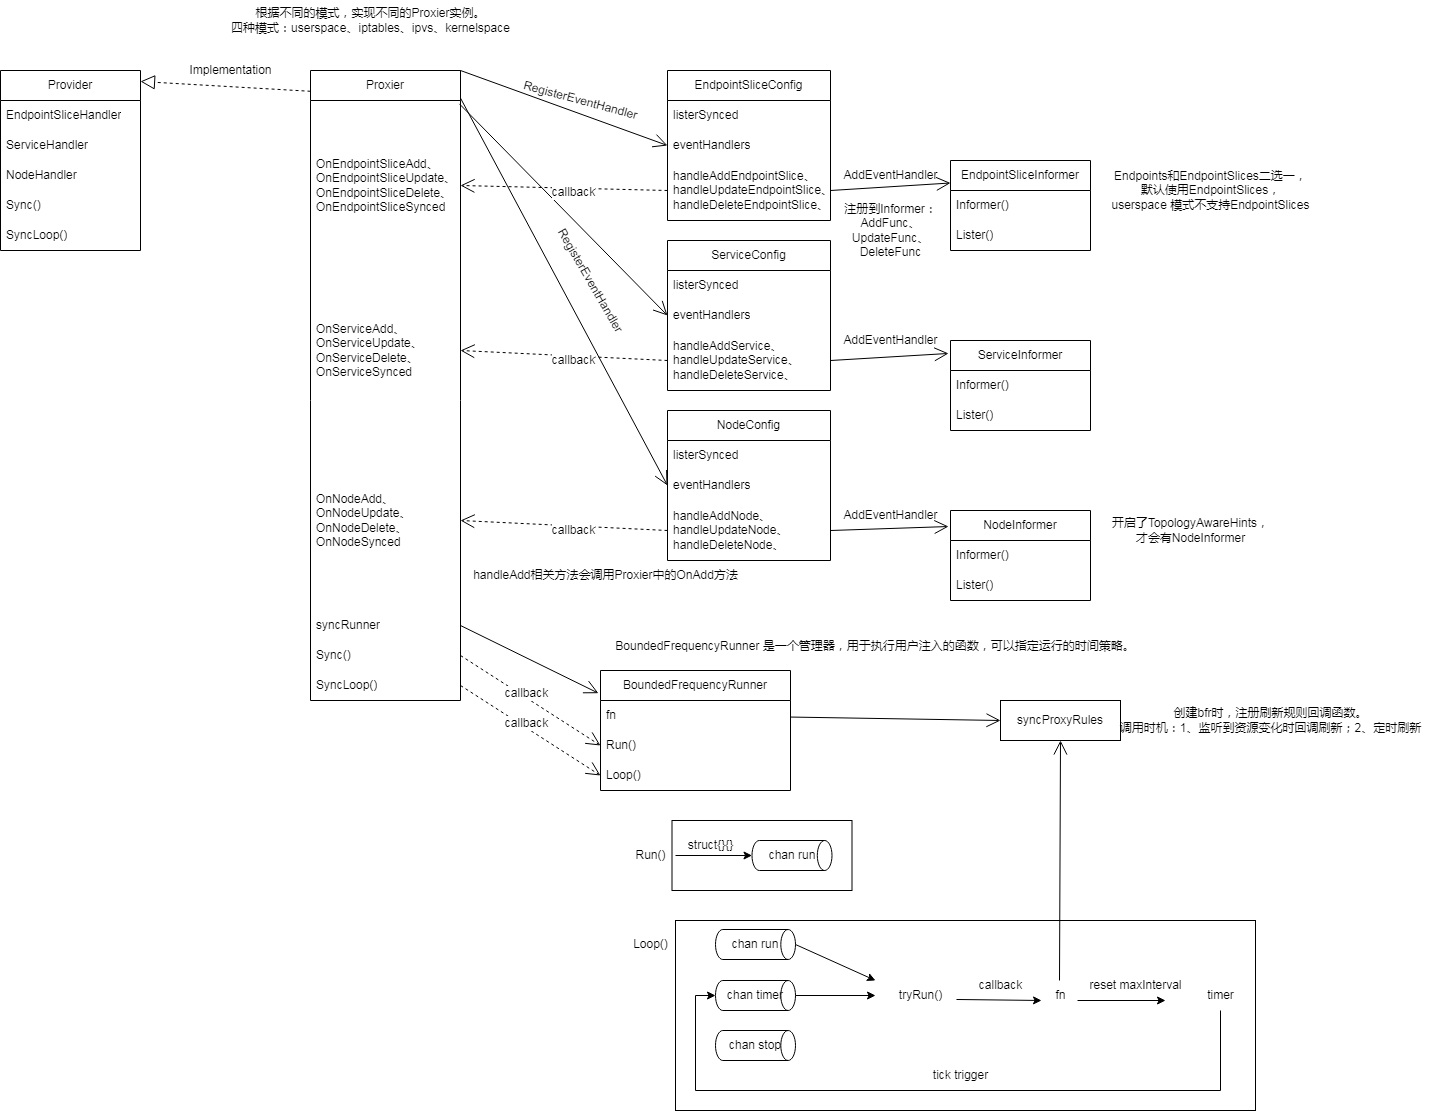 根据不同的模式，实现不同的Proxier实例。
四种模式：userspace、iptables、ipvs、kernelspace
Provider
EndpointSliceHandler
ServiceHandler
NodeHandler
Sync()
SyncLoop()
Implementation
Proxier
OnEndpointSliceAdd、
OnEndpointSliceUpdate、
OnEndpointSliceDelete、
OnEndpointSliceSynced
OnServiceAdd、
OnServiceUpdate、
OnServiceDelete、
OnServiceSynced
OnNodeAdd、
OnNodeUpdate、
OnNodeDelete、
OnNodeSynced
syncRunner
Sync()
SyncLoop()
RegisterEventHandler
callback
RegisterEventHandler
callback
callback
EndpointSliceConfig
listerSynced
eventHandlers
handleAddEndpointSlice、
handleUpdateEndpointSlice、
handleDeleteEndpointSlice、
AddEventHandler
注册到Informer：
AddFunc、
UpdateFunc、
DeleteFunc
EndpointSliceInformer
Informer()
Lister()
Endpoints和EndpointSlices二选一，
默认使用EndpointSlices，
userspace 模式不支持EndpointSlices
ServiceConfig
listerSynced
eventHandlers
handleAddService、
handleUpdateService、
handleDeleteService、
AddEventHandler
ServiceInformer
Informer()
Lister()
NodeConfig
listerSynced
eventHandlers
handleAddNode、
handleUpdateNode、
handleDeleteNode、
AddEventHandler
NodeInformer
Informer()
Lister()
开启了TopologyAwareHints，
才会有NodeInformer
handleAdd相关方法会调用Proxier中的OnAdd方法
BoundedFrequencyRunner 是一个管理器，用于执行用户注入的函数，可以指定运行的时间策略。
callback
callback
BoundedFrequencyRunner
fn
Run()
Loop()
syncProxyRules
创建bfr时，注册刷新规则回调函数。
调用时机：1、监听到资源变化时回调刷新；2、定时刷新
Run()
struct{}{}
chan run
Loop()
chan run
chan timer
chan stop
tryRun()
callback
fn
reset maxInterval
timer
tick trigger